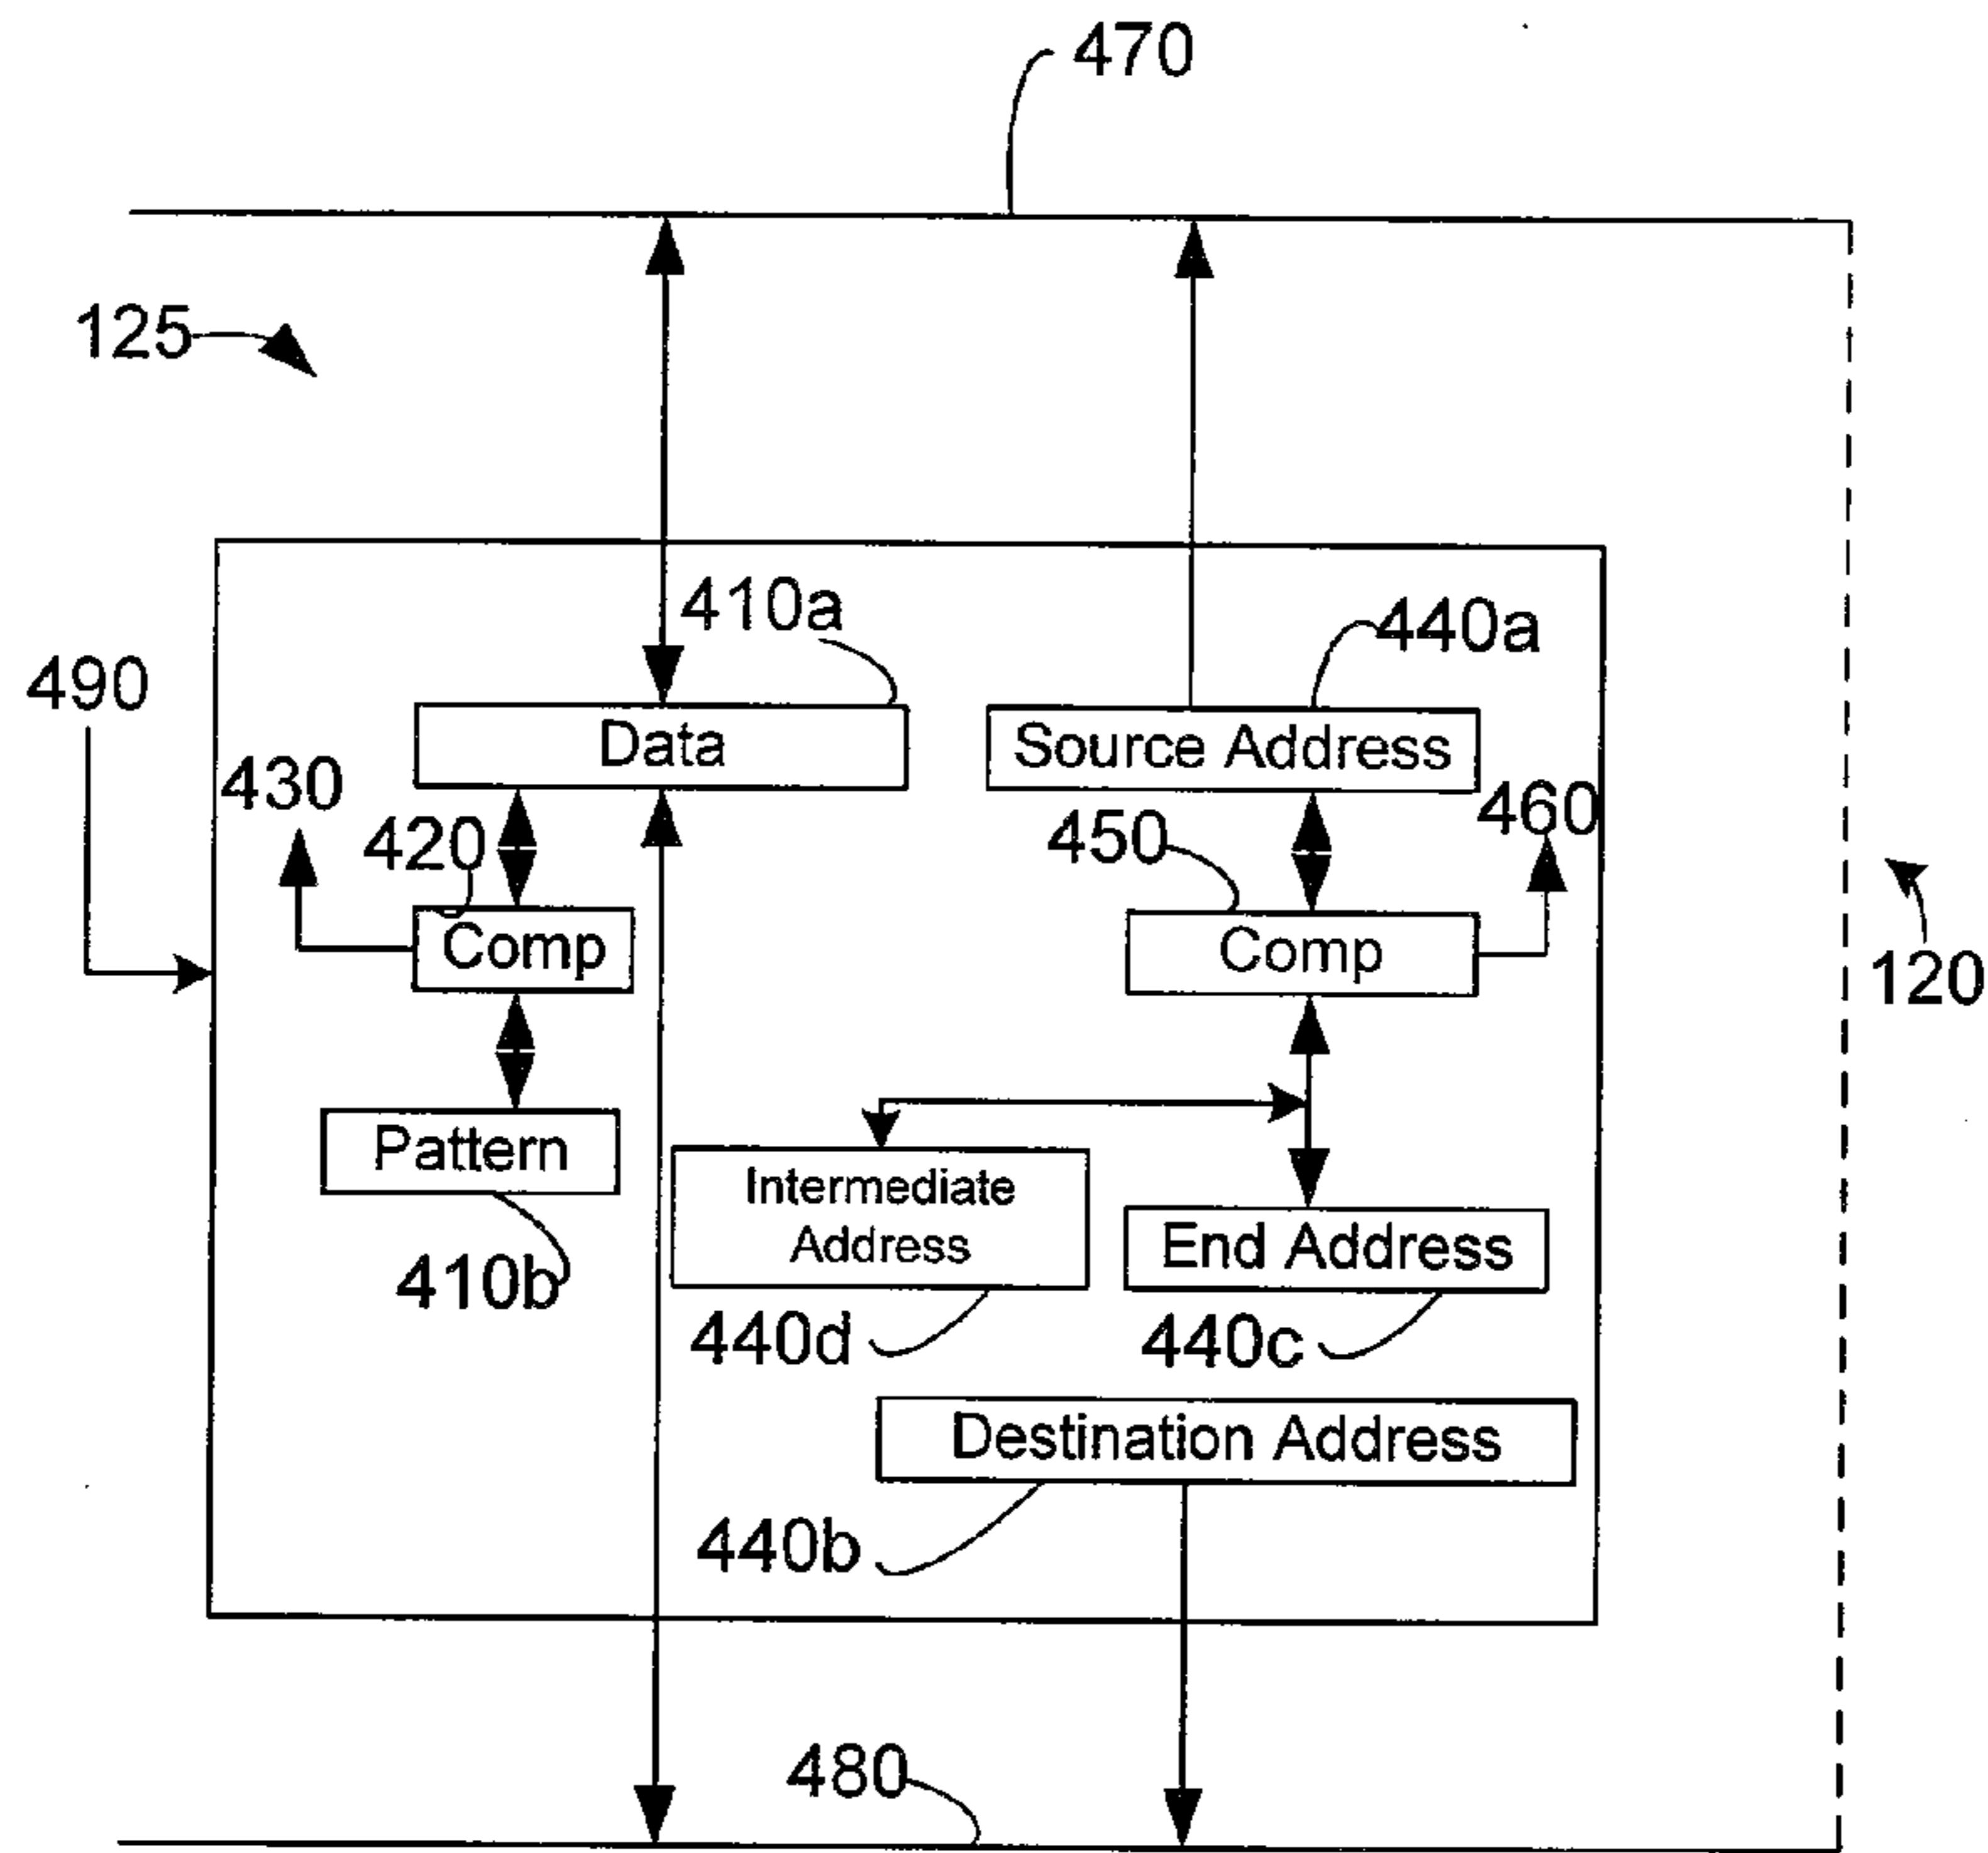 470
125
410a
440a
490
Data
Source Address
430
420
450
460
Comp
Comp
120
Pattern
Intermediate
Address
End Address
410b
440d
440c
Destination Address
440b
480